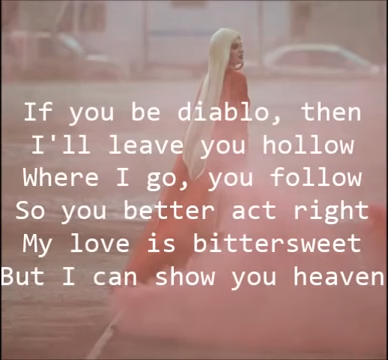 If you be diablo, then
I'll leave you hollow
Where I go, you follow
So you better act right
My love is bittersweet
But I can show you heaven